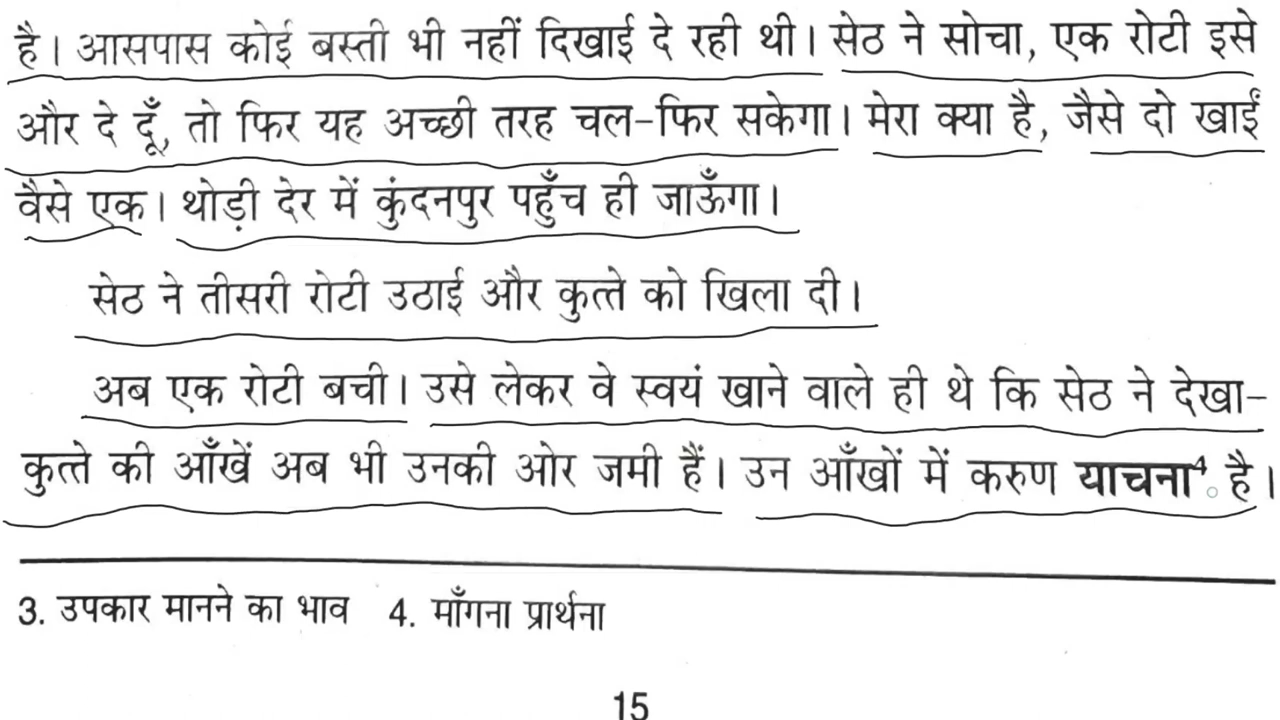 है। आसपास कोई बस्ती भी नहीं दिखाई दे रही थी। सेठ ने सोचा, एक रोटी इसे
और दे दूँ, तो फिर यह अच्छी तरह चल-फिर सकेगा। मेरा क्या है, जैसे दो खाईं
वैसे एक। थोड़ी देर में कुंदनपुर पहुँच ही जाऊँगा।
सेठ ने तीसरी रोटी उठाई और कुत्ते को खिला दी।
अब एक रोटी बची। उसे लेकर वे स्वयं खाने वाले ही थे कि सेठ ने देखा-
कुत्ते की आँखें अब भी उनकी ओर जमी हैं। उन आँखों में करुण याचना⁴ है।
3. उपकार मानने का भाव 4. माँगना प्रार्थना
15